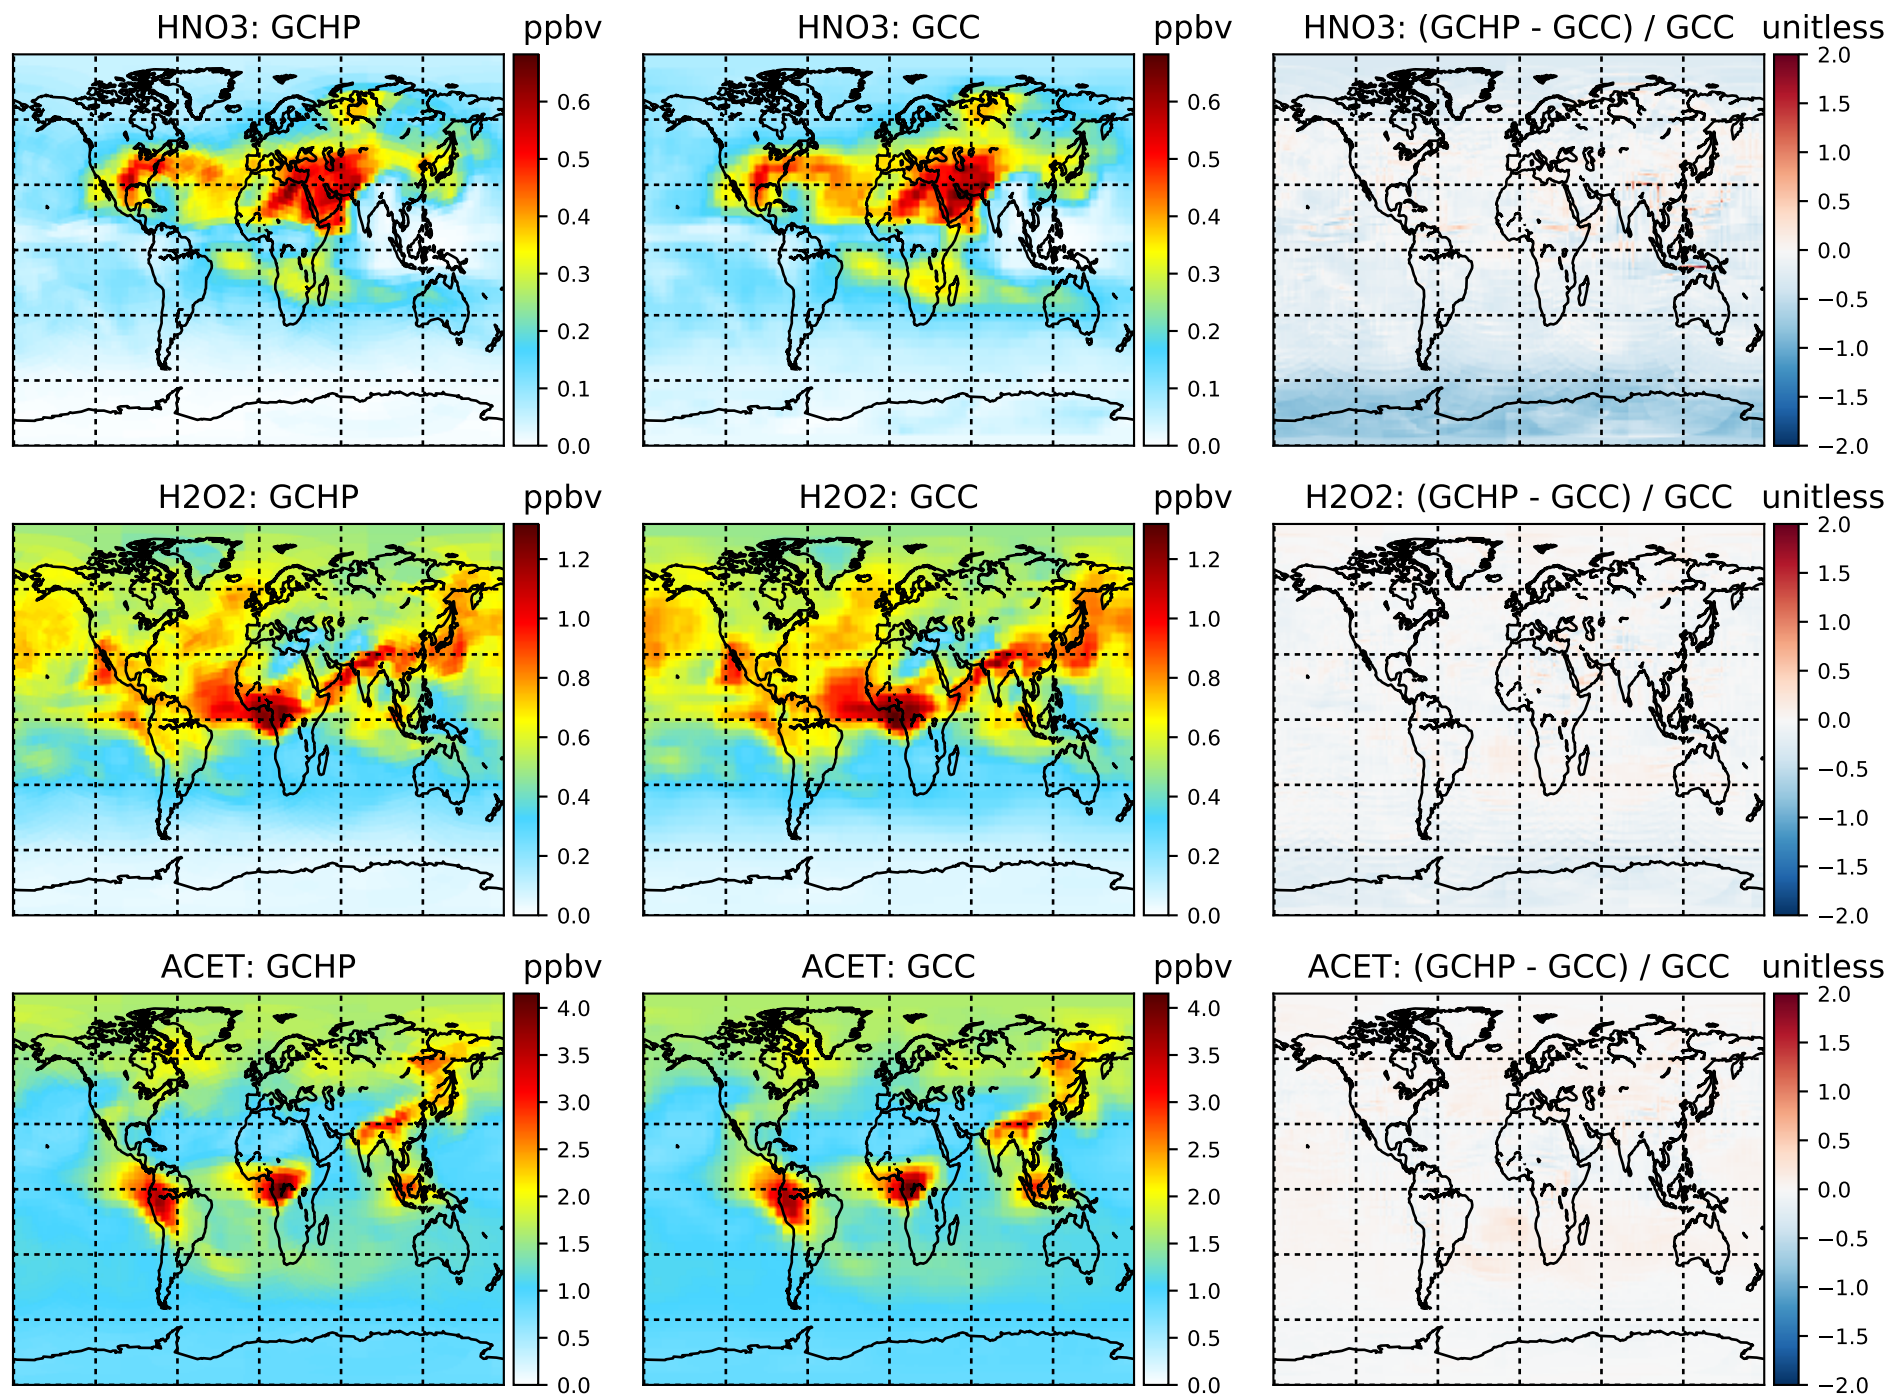 HNO3: GCHP ppbv HNO3: GCC ppbv HNO3: (GCHP - GCC) / GCC unitless
0.6 0.6 2.0
0.5 0.5 1.5
0.4 0.4 1.0
0.3 0.3 0.5
0.2 0.2 0.0
0.1 0.1 −0.5
0.0 0.0 −1.0
−1.5
−2.0
H2O2: GCHP ppbv H2O2: GCC ppbv H2O2: (GCHP - GCC) / GCC unitless
1.2 1.2 2.0
1.0 1.0 1.5
0.8 0.8 1.0
0.6 0.6 0.5
0.4 0.4 0.0
0.2 0.2 −0.5
0.0 0.0 −1.0
−1.5
−2.0
ACET: GCHP ppbv ACET: GCC ppbv ACET: (GCHP - GCC) / GCC unitless
4.0 4.0 2.0
3.5 3.5 1.5
3.0 3.0 1.0
2.5 2.5 0.5
2.0 2.0 0.0
1.5 1.5 −0.5
1.0 1.0 −1.0
0.5 0.5 −1.5
0.0 0.0 −2.0